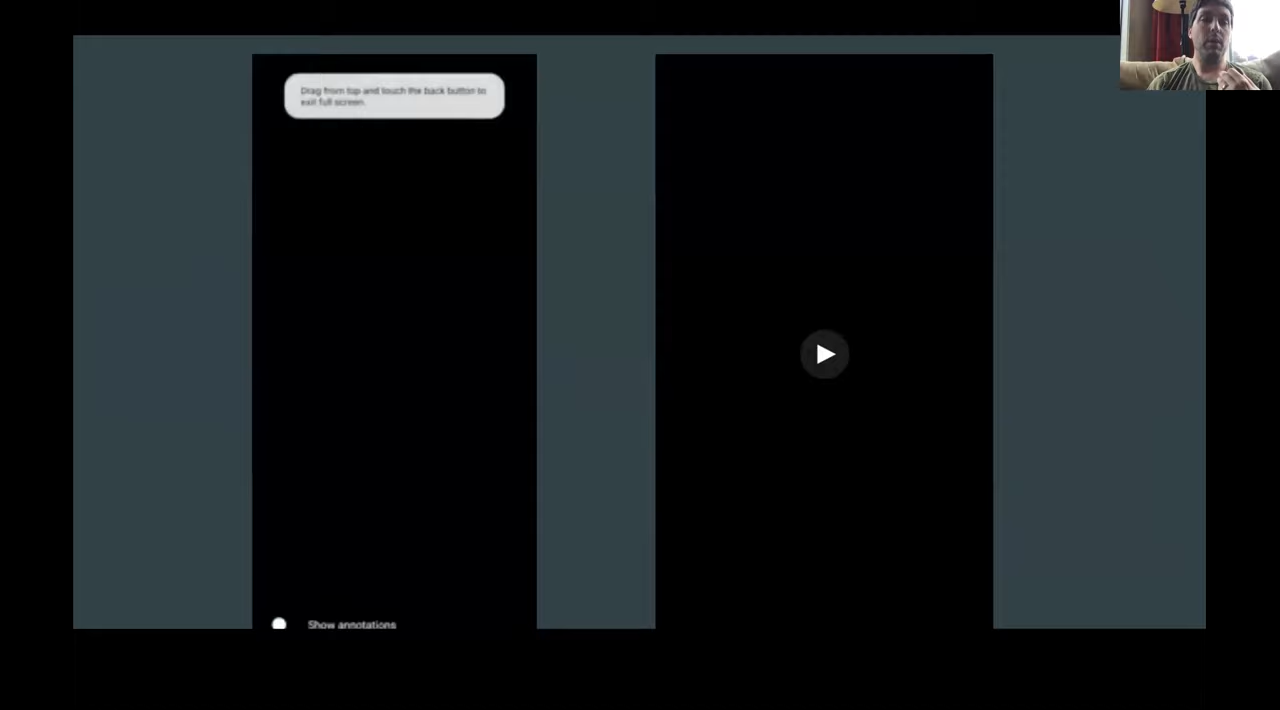 Drag from top and touch the back button to
exit full screen.
Show annotations